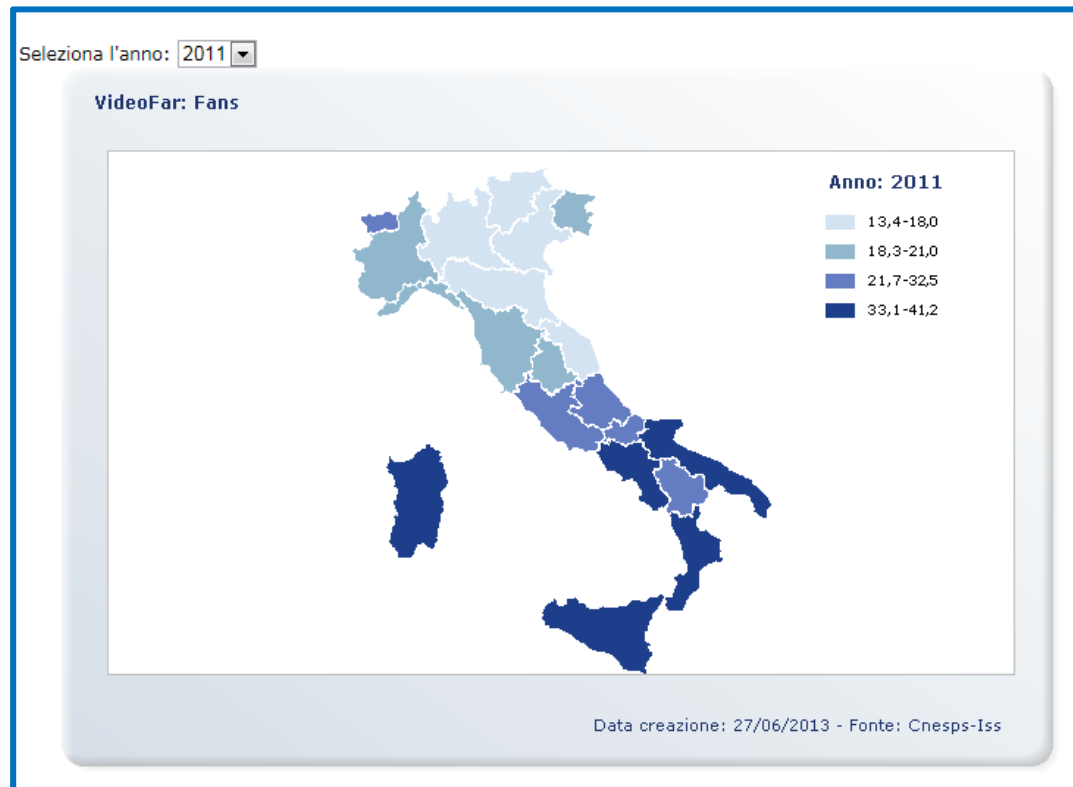 Seleziona l'anno: 2011
VideoFar: Fans
Anno: 2011
13,4-18,0
18,3-21,0
21,7-32,5
33,1-41,2
Data creazione: 27/06/2013 - Fonte: Cnesps-Iss